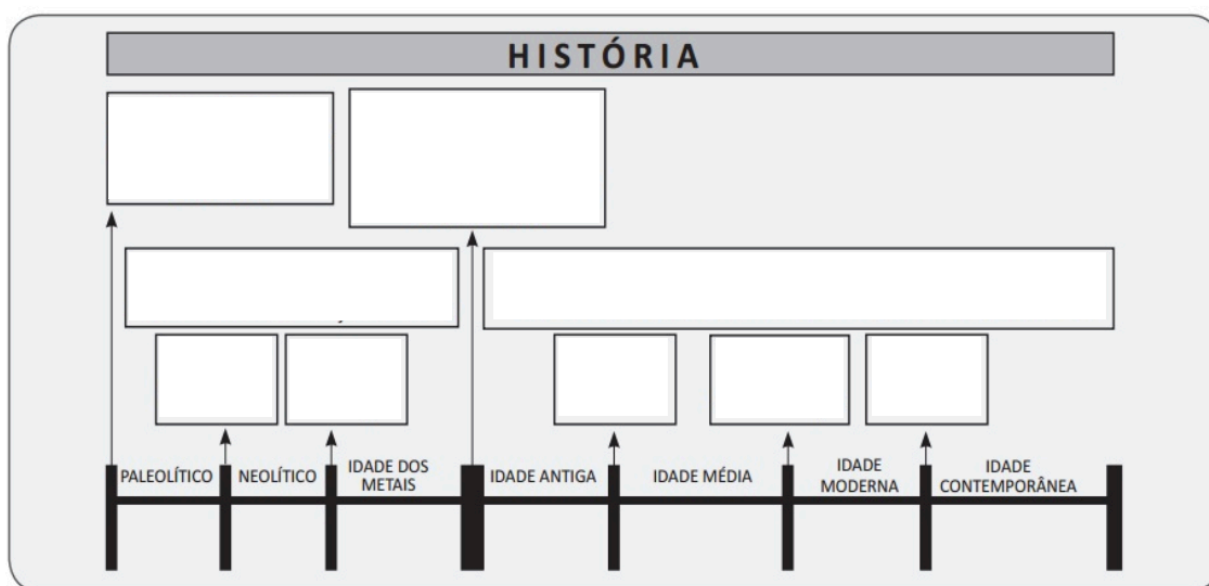 HISTÓRIA
PALEOLÍTICO
NEOLÍTICO
IDADE DOS
METAIS
IDADE ANTIGA
IDADE MÉDIA
IDADE
MODERNA
IDADE
CONTEMPORÂNEA